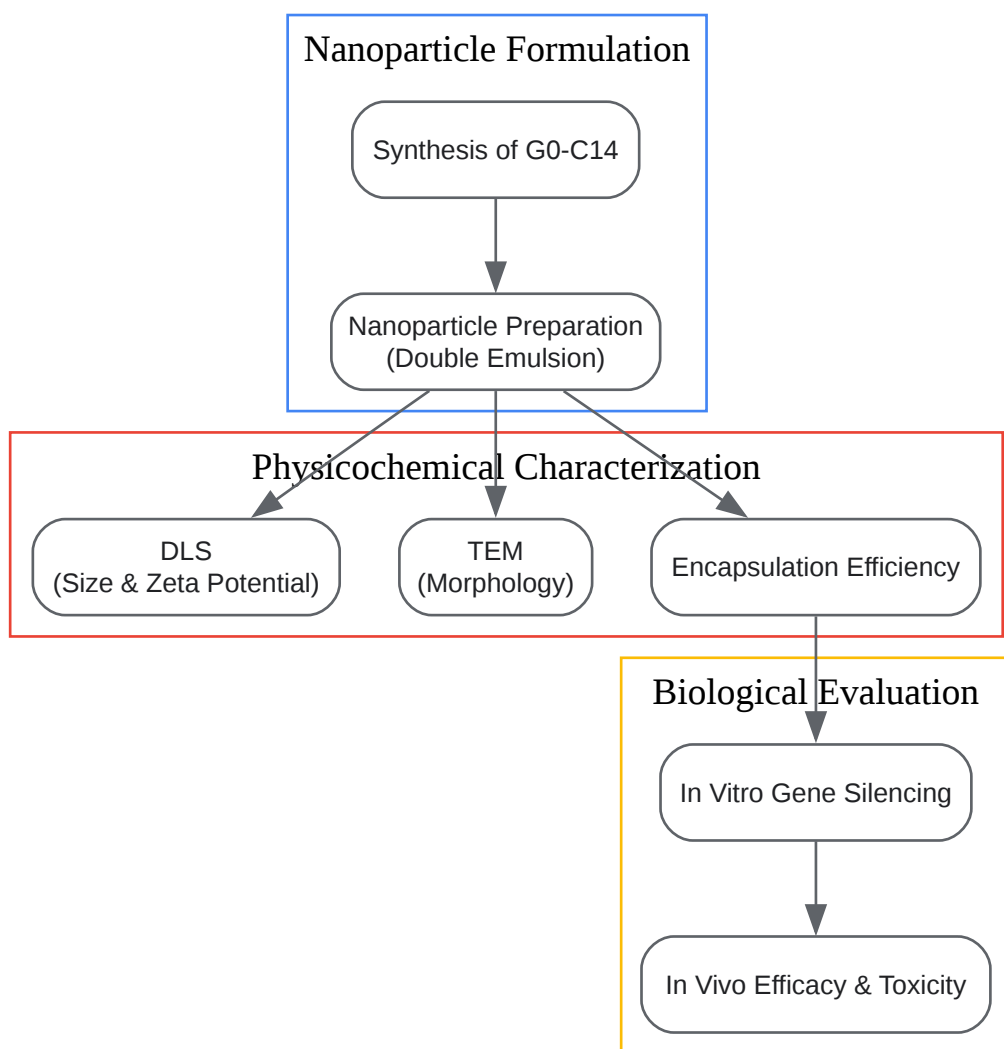 Nanoparticle Formulation
Synthesis of G0-C14
Nanoparticle Preparation
(Double Emulsion)
Physicochemical Characterization
DLS
(Size & Zeta Potential)
TEM
(Morphology)
Encapsulation Efficiency
Biological Evaluation
In Vitro Gene Silencing
In Vivo Efficacy & Toxicity